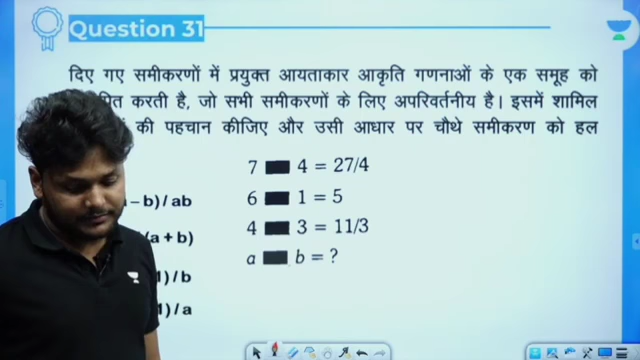 Question 31
दिए गए समीकरणों में प्रयुक्त आयताकार आकृति गणनाओं के एक समूह को
करती है, जो सभी समीकरणों के लिए अपरिवर्तनीय है। इसमें शामिल
की पहचान कीजिए और उसी आधार पर चौथे समीकरण को हल
7 ■ 4 = 27/4
– b) / ab
6 ■ 1 = 5
4 ■ 3 = 11/3
(a + b)
a ■ b = ?
1) / b
1) / a